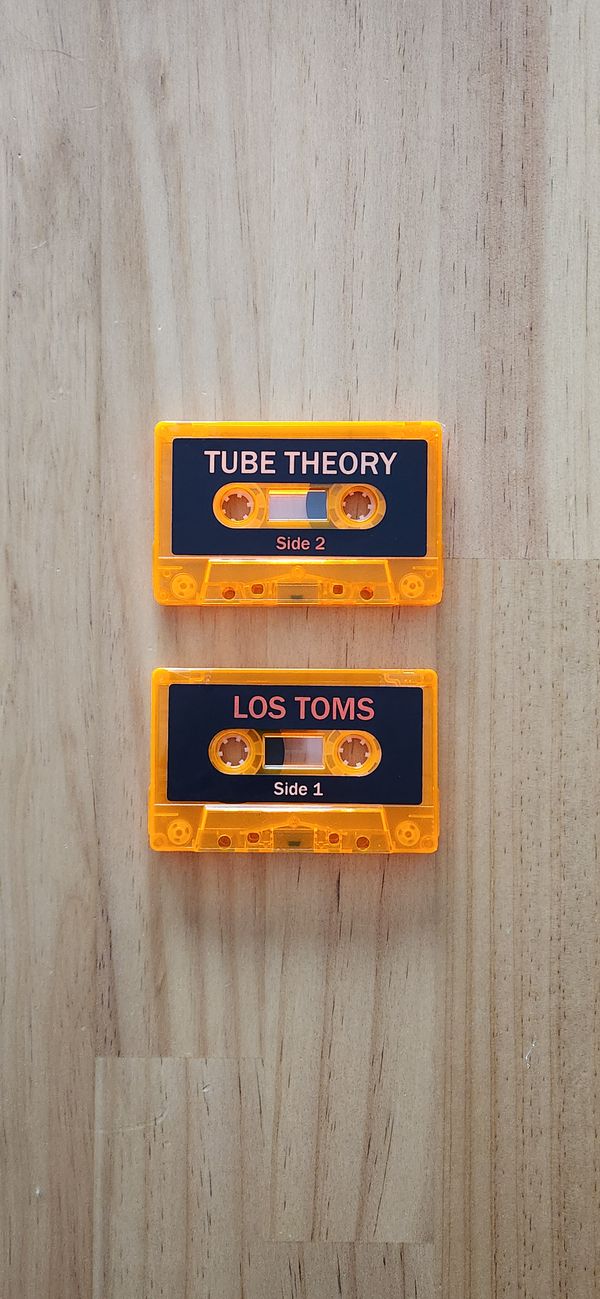 TUBE THEORY
Side 2
LOS TOMS
Side 1